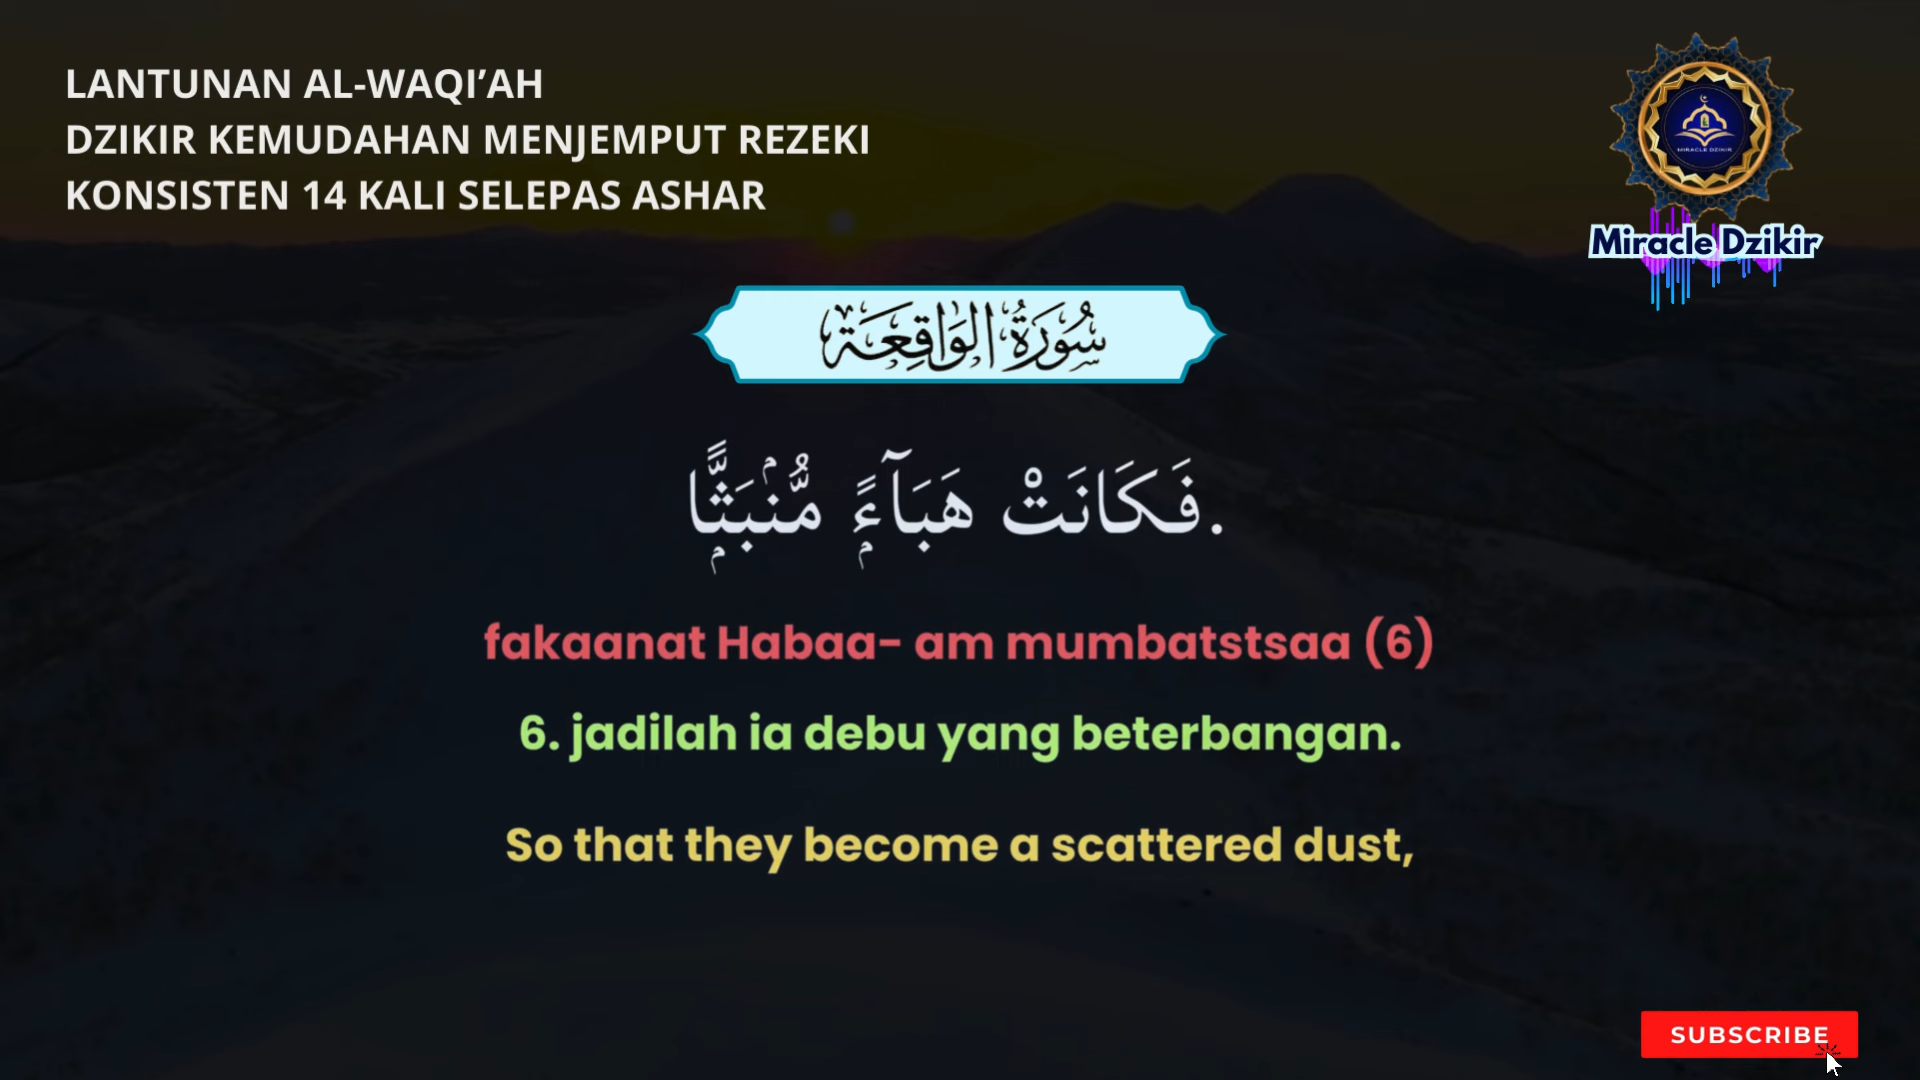 LANTUNAN AL-WAQI’AH
DZIKIR KEMUDAHAN MENJEMPUT REZEKI
KONSISTEN 14 KALI SELEPAS ASHAR
MIRACLE DZIKIR
Miracle Dzikir
سُورَةُ الوَاقِعَة
.فَكَانَتْ هَبَآءًۭ مُّنۢبَثًّۭا
fakaanat Habaa- am mumbatstsaa (6)
6. jadilah ia debu yang beterbangan.
So that they become a scattered dust,
SUBSCRIBE